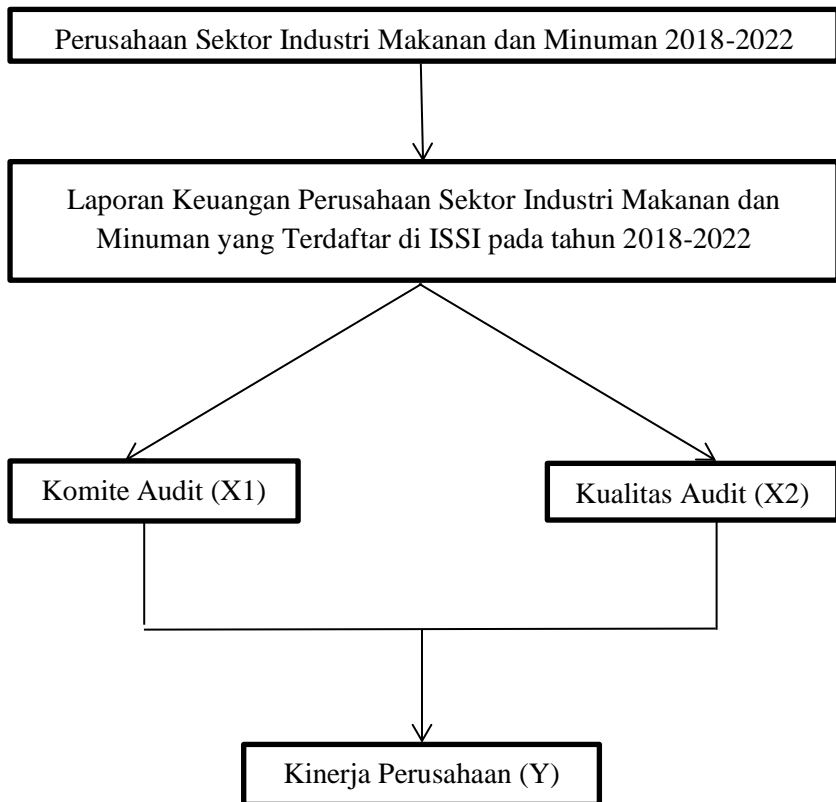 Perusahaan Sektor Industri Makanan dan Minuman 2018-2022
Laporan Keuangan Perusahaan Sektor Industri Makanan dan
Minuman yang Terdaftar di ISSI pada tahun 2018-2022
Komite Audit (X1)
Kualitas Audit (X2)
Kinerja Perusahaan (Y)